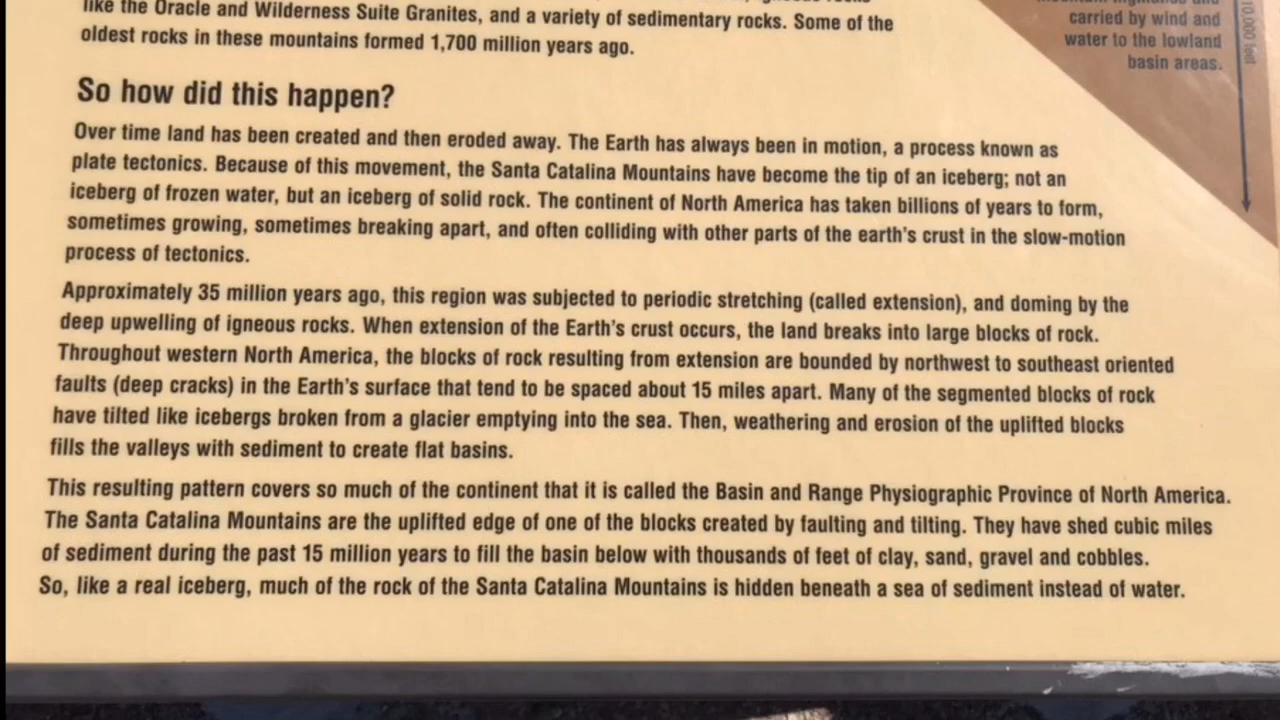 like the Oracle and Wilderness Suite Granites, and a variety of sedimentary rocks. Some of the
oldest rocks in these mountains formed 1,700 million years ago.
carried by wind and
water to the lowland
basin areas.
10,000 feet
So how did this happen?
Over time land has been created and then eroded away. The Earth has always been in motion, a process known as
plate tectonics. Because of this movement, the Santa Catalina Mountains have become the tip of an iceberg; not an
iceberg of frozen water, but an iceberg of solid rock. The continent of North America has taken billions of years to form,
sometimes growing, sometimes breaking apart, and often colliding with other parts of the earth's crust in the slow-motion
process of tectonics.
Approximately 35 million years ago, this region was subjected to periodic stretching (called extension), and doming by the
deep upwelling of igneous rocks. When extension of the Earth's crust occurs, the land breaks into large blocks of rock.
Throughout western North America, the blocks of rock resulting from extension are bounded by northwest to southeast oriented
faults (deep cracks) in the Earth's surface that tend to be spaced about 15 miles apart. Many of the segmented blocks of rock
have tilted like icebergs broken from a glacier emptying into the sea. Then, weathering and erosion of the uplifted blocks
fills the valleys with sediment to create flat basins.
This resulting pattern covers so much of the continent that it is called the Basin and Range Physiographic Province of North America.
The Santa Catalina Mountains are the uplifted edge of one of the blocks created by faulting and tilting. They have shed cubic miles
of sediment during the past 15 million years to fill the basin below with thousands of feet of clay, sand, gravel and cobbles.
So, like a real iceberg, much of the rock of the Santa Catalina Mountains is hidden beneath a sea of sediment instead of water.